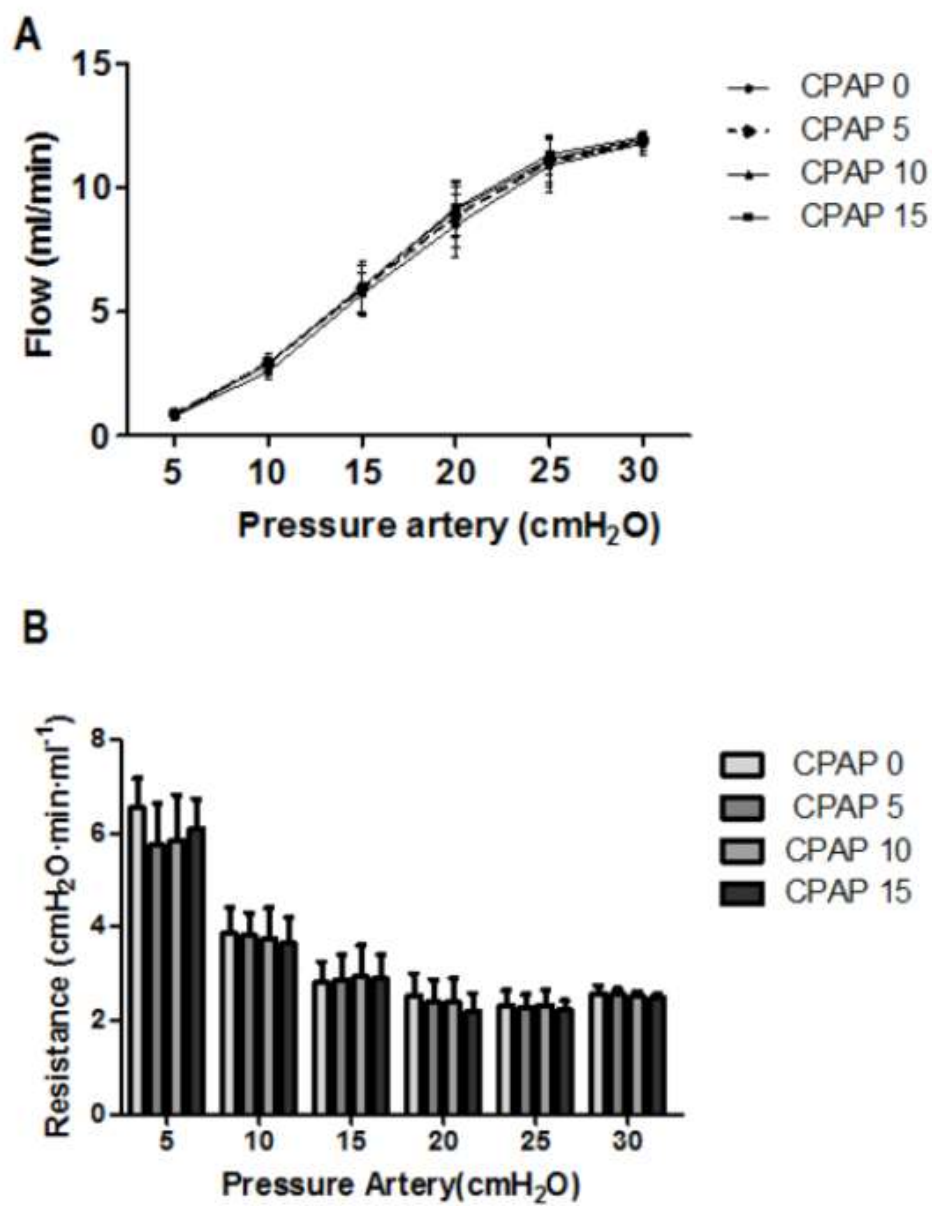 A
15
10
5
0
Flow (ml/min)
5 10 15 20 25 30
Pressure artery (cmH₂O)
CPAP 0
CPAP 5
CPAP 10
CPAP 15
B
8
6
4
2
0
Resistance (cmH₂O·min·ml⁻¹)
5 10 15 20 25 30
Pressure Artery(cmH₂O)
CPAP 0
CPAP 5
CPAP 10
CPAP 15